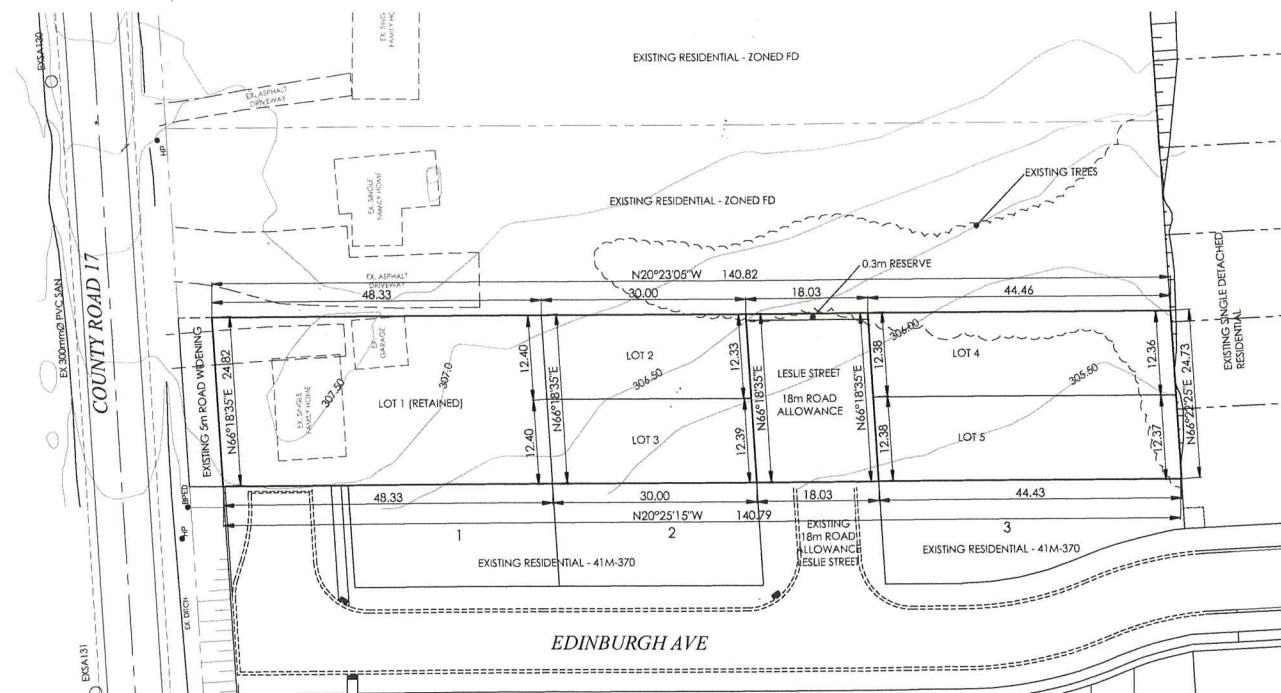 EXSA130
EX. SINGLE
FAMILY HOME
EXISTING RESIDENTIAL - ZONED FD
EX. ASPHALT
DRIVEWAY
HP
EXISTING TREES
EX. SINGLE
FAMILY HOME
EXISTING RESIDENTIAL - ZONED FD
COUNTY ROAD 17
EX 300mmØ PVC SAN
EX. ASPHALT
DRIVEWAY
N20°23'05"W 140.82
0.3m RESERVE
48.33
30.00
18.03
44.46
EXISTING SINGLE DETACHED
RESIDENTIAL
EXISTING 5m ROAD WIDENING
N66°18'35"E 24.82
EX. SINGLE
FAMILY HOME
GARAGE
307.50
307.0
LOT 1 (RETAINED)
12.40
12.40
N66°18'35"E
LOT 2
306.50
LOT 3
12.33
12.39
N66°18'35"E
LESLIE STREET
18m ROAD
ALLOWANCE
N66°18'35"E
12.38
12.38
306.00
LOT 4
305.50
LOT 5
12.36
12.37
N66°22'25"E 24.73
48.33
30.00
18.03
44.43
N20°25'15"W 140.79
BPED
HP
1
2
3
EXISTING RESIDENTIAL - 41M-370
EXISTING
18m ROAD
ALLOWANCE
LESLIE STREET
EXISTING RESIDENTIAL - 41M-370
EX. DITCH
EDINBURGH AVE
EXSA131